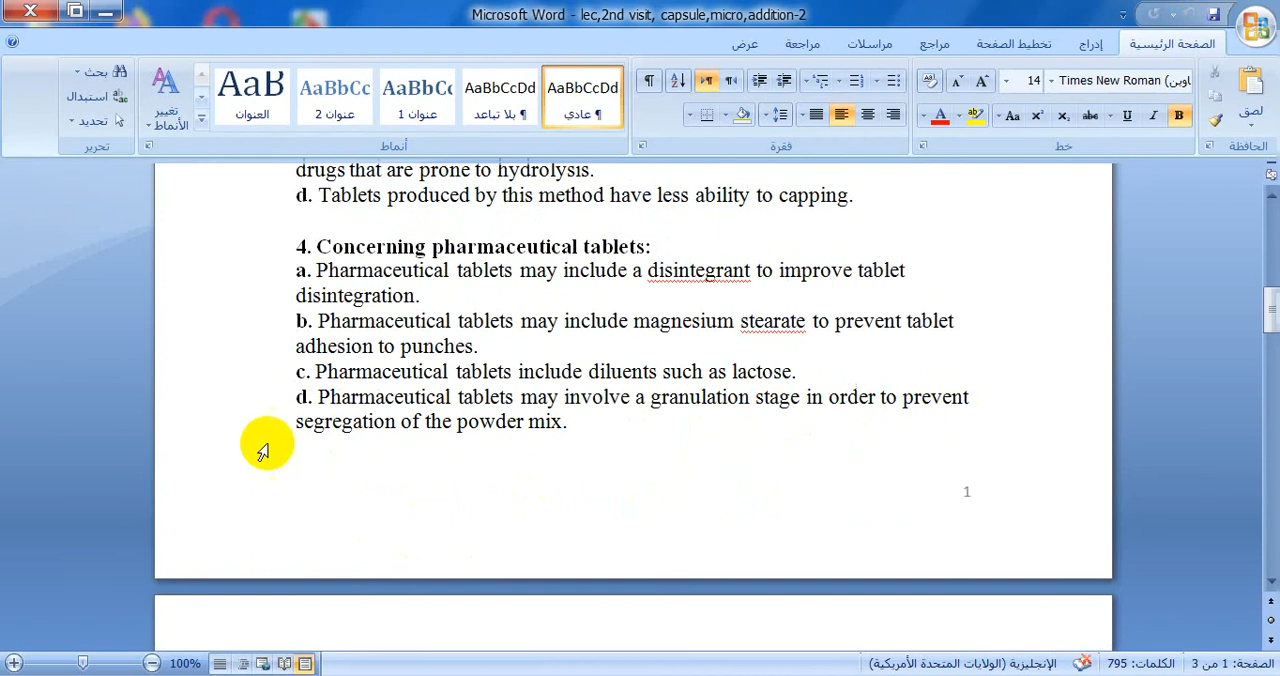 Microsoft Word - lec,2nd visit, capsule,micro,addition-2
الصفحة الرئيسية
إدراج
تخطيط الصفحة
مراجع
مراسلات
مراجعة
عرض
لصق
الحافظة
Times New Roman (عناوين
14
B I U abc X₂ X² Aa A
خط
فقرة
AaBbCcDd
¶ عادي
AaBbCcDd
¶ بلا تباعد
AaBbCc
عنوان 1
AaBbCc
عنوان 2
AaB
العنوان
تغيير
الأنماط
أنماط
بحث
استبدال
تحديد
تحرير
drugs that are prone to hydrolysis.
d. Tablets produced by this method have less ability to capping.
4. Concerning pharmaceutical tablets:
a. Pharmaceutical tablets may include a disintegrant to improve tablet
disintegration.
b. Pharmaceutical tablets may include magnesium stearate to prevent tablet
adhesion to punches.
c. Pharmaceutical tablets include diluents such as lactose.
d. Pharmaceutical tablets may involve a granulation stage in order to prevent
segregation of the powder mix.
1
الصفحة: 1 من 3
الكلمات: 795
الإنجليزية (الولايات المتحدة الأمريكية)
100%